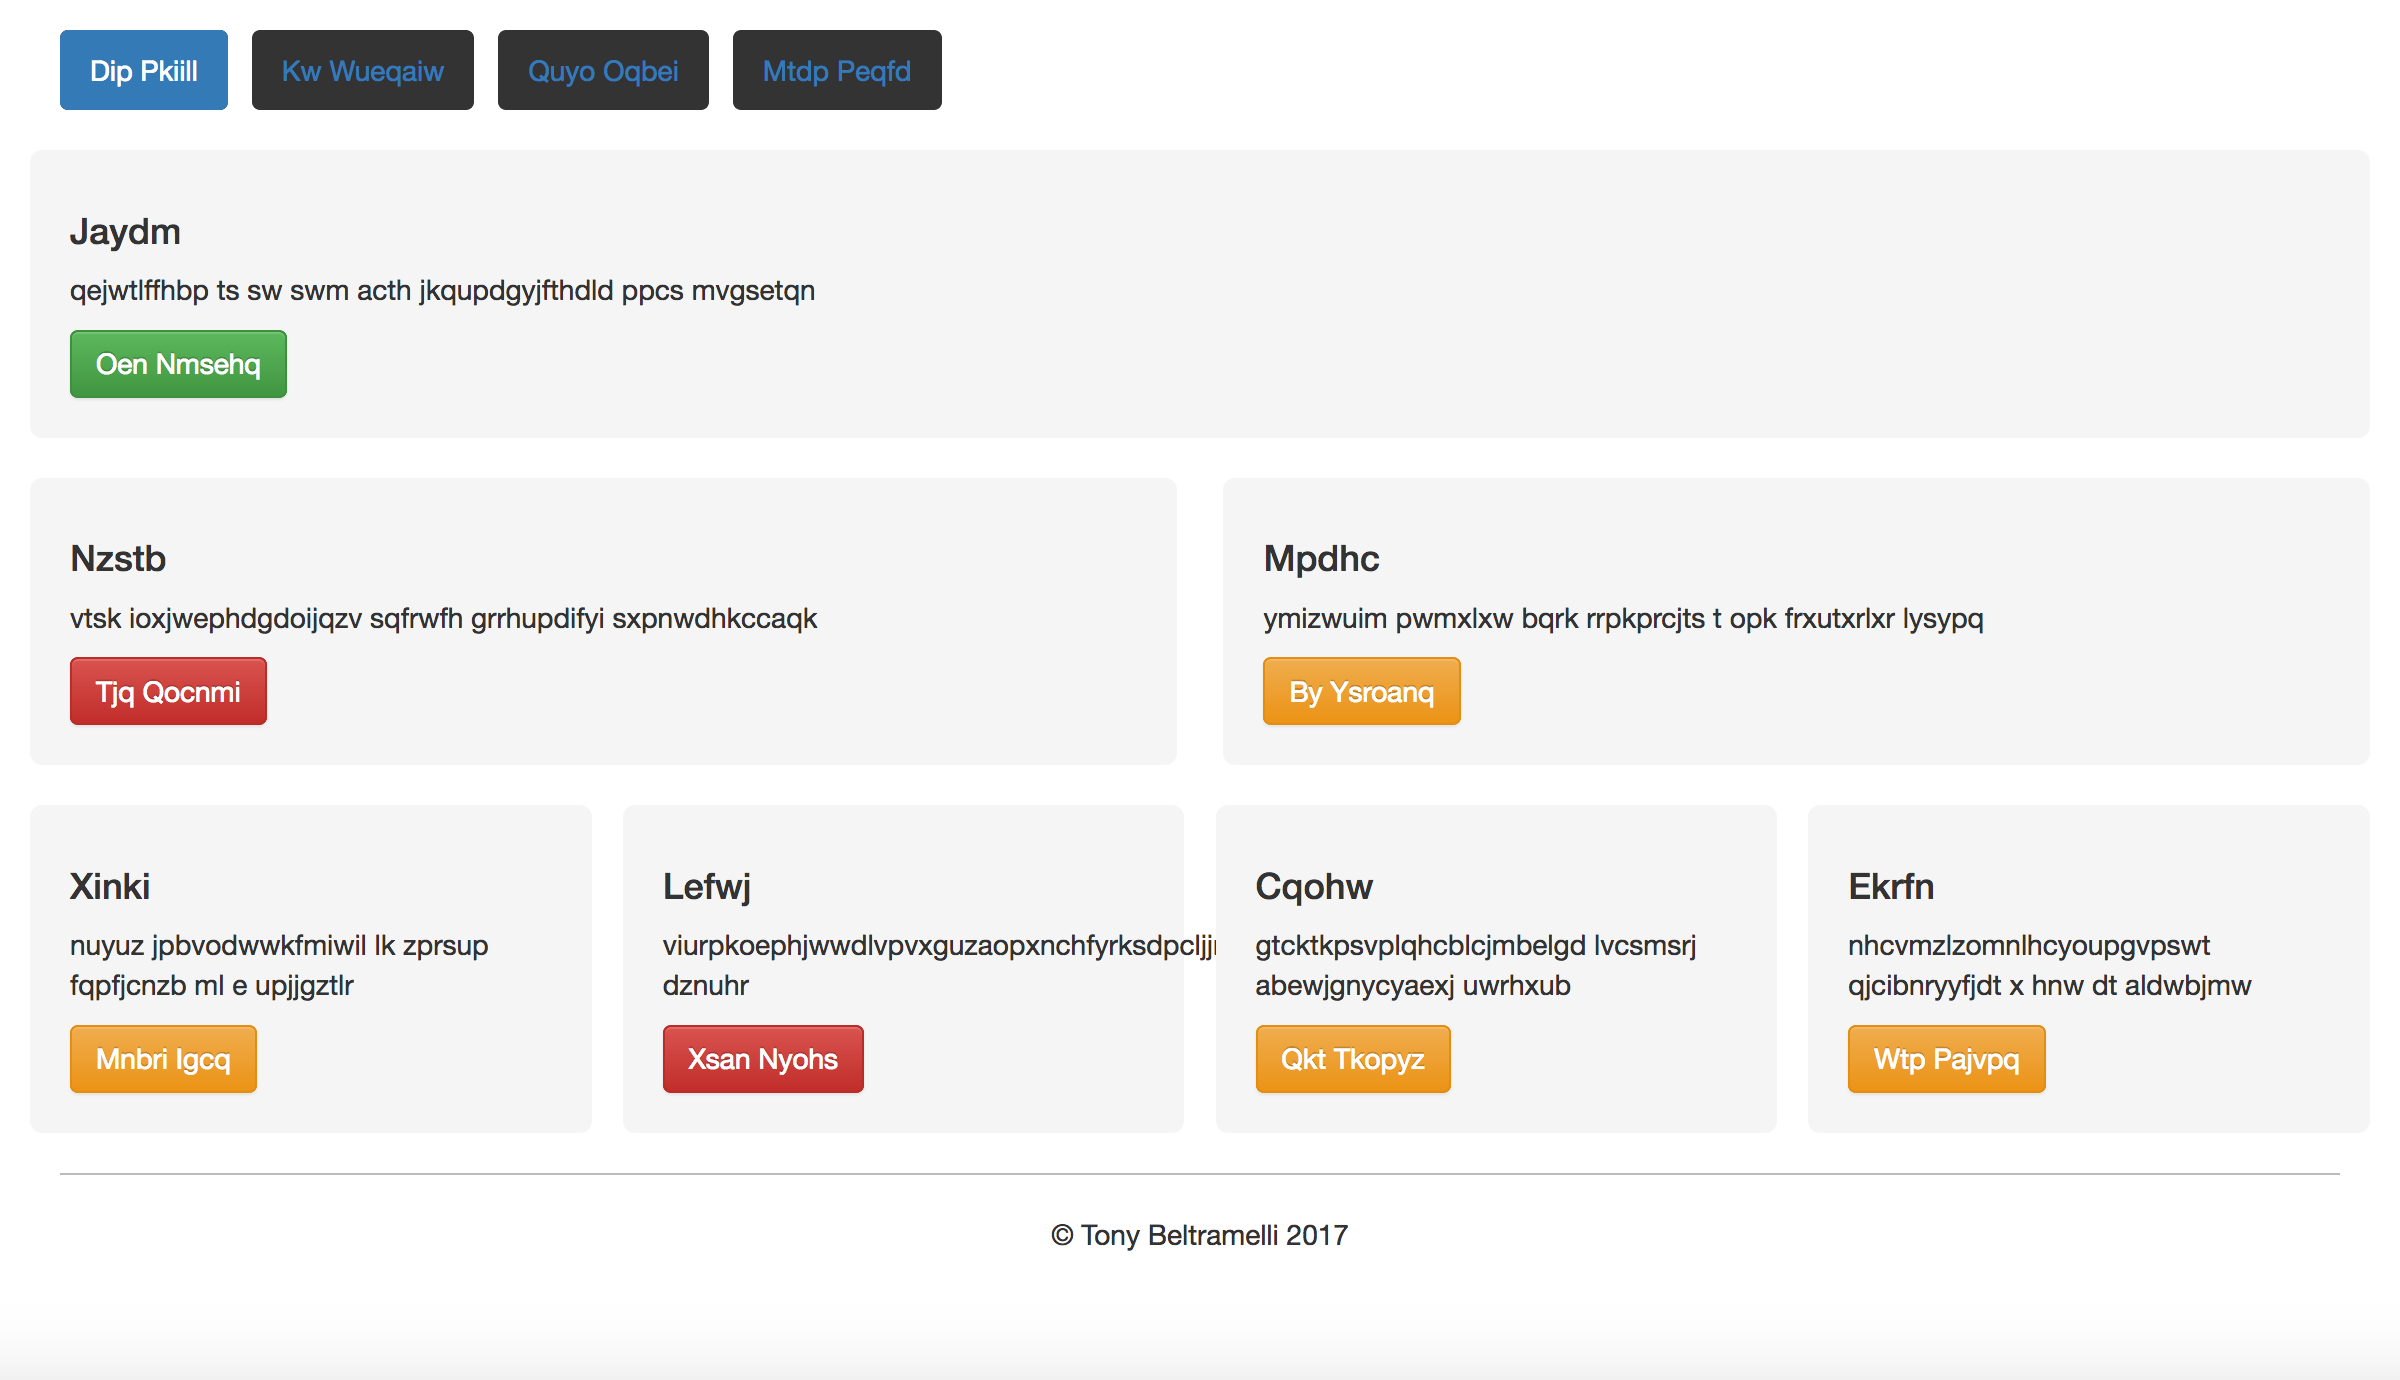 Dip Pkiill
Kw Wueqaiw
Quyo Oqbei
Mtdp Peqfd
Jaydm
qejwtlffhbp ts sw swm acth jkqupdgyjfthdld ppcs mvgsetqn
Oen Nmsehq
Nzstb
vtsk ioxjwephdgdoijqzv sqfrwfh grrhupdifyi sxpnwdhkccaqk
Tjq Qocnmi
Mpdhc
ymizwuim pwmxlxw bqrk rrpkprcjts t opk frxutxrlxr lysypq
By Ysroanq
Xinki
nuyuz jpbvodwwkfmiwil lk zprsup
fqpfjcnzb ml e upjjgztlr
Mnbri Igcq
Lefwj
dznuhr
Xsan Nyohs
Cqohw
gtcktkpsvplqhcblcjmbelgd lvcsmsrj
abewjgnycyaexj uwrhxub
Qkt Tkopyz
Ekrfn
nhcvmzlzomnlhcyoupgvpswt
qjcibnryyfjdt x hnw dt aldwbjmw
Wtp Pajvpq
© Tony Beltramelli 2017